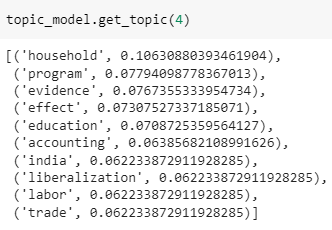 topic_model.get_topic(4)
[('household', 0.10630880393461904),
('program', 0.07794098778367013),
('evidence', 0.0767355333954734),
('effect', 0.07307527337185071),
('education', 0.0708725359564127),
('accounting', 0.06385682108991626),
('india', 0.062233872911928285),
('liberalization', 0.062233872911928285),
('labor', 0.062233872911928285),
('trade', 0.062233872911928285)]